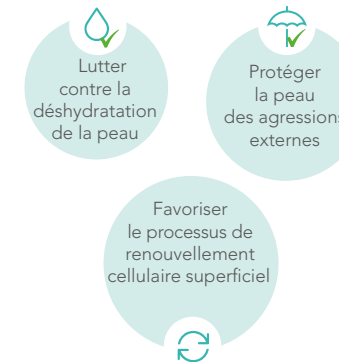 Lutter
contre la
déshydratation
de la peau
Protéger
la peau
des agressions
externes
Favoriser
le processus de
renouvellement
cellulaire superficiel